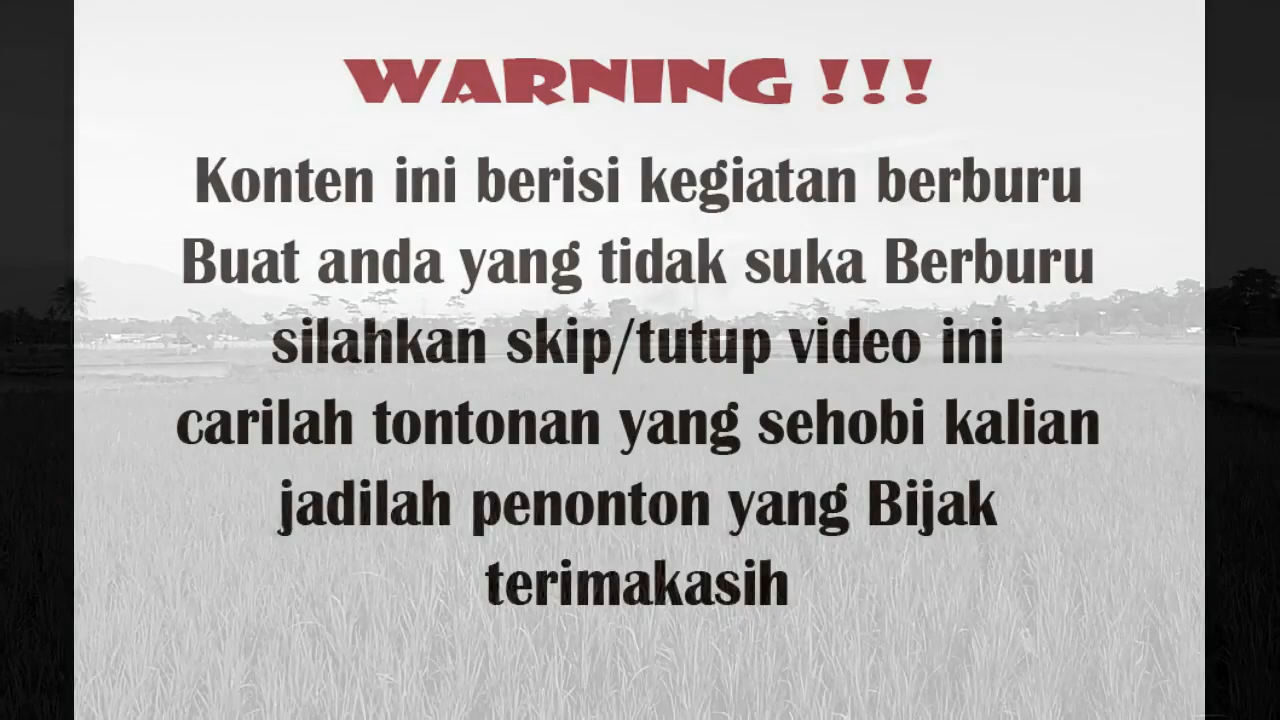 WARNING !!!
Konten ini berisi kegiatan berburu
Buat anda yang tidak suka Berburu
silahkan skip/tutup video ini
carilah tontonan yang sehobi kalian
jadilah penonton yang Bijak
terimakasih